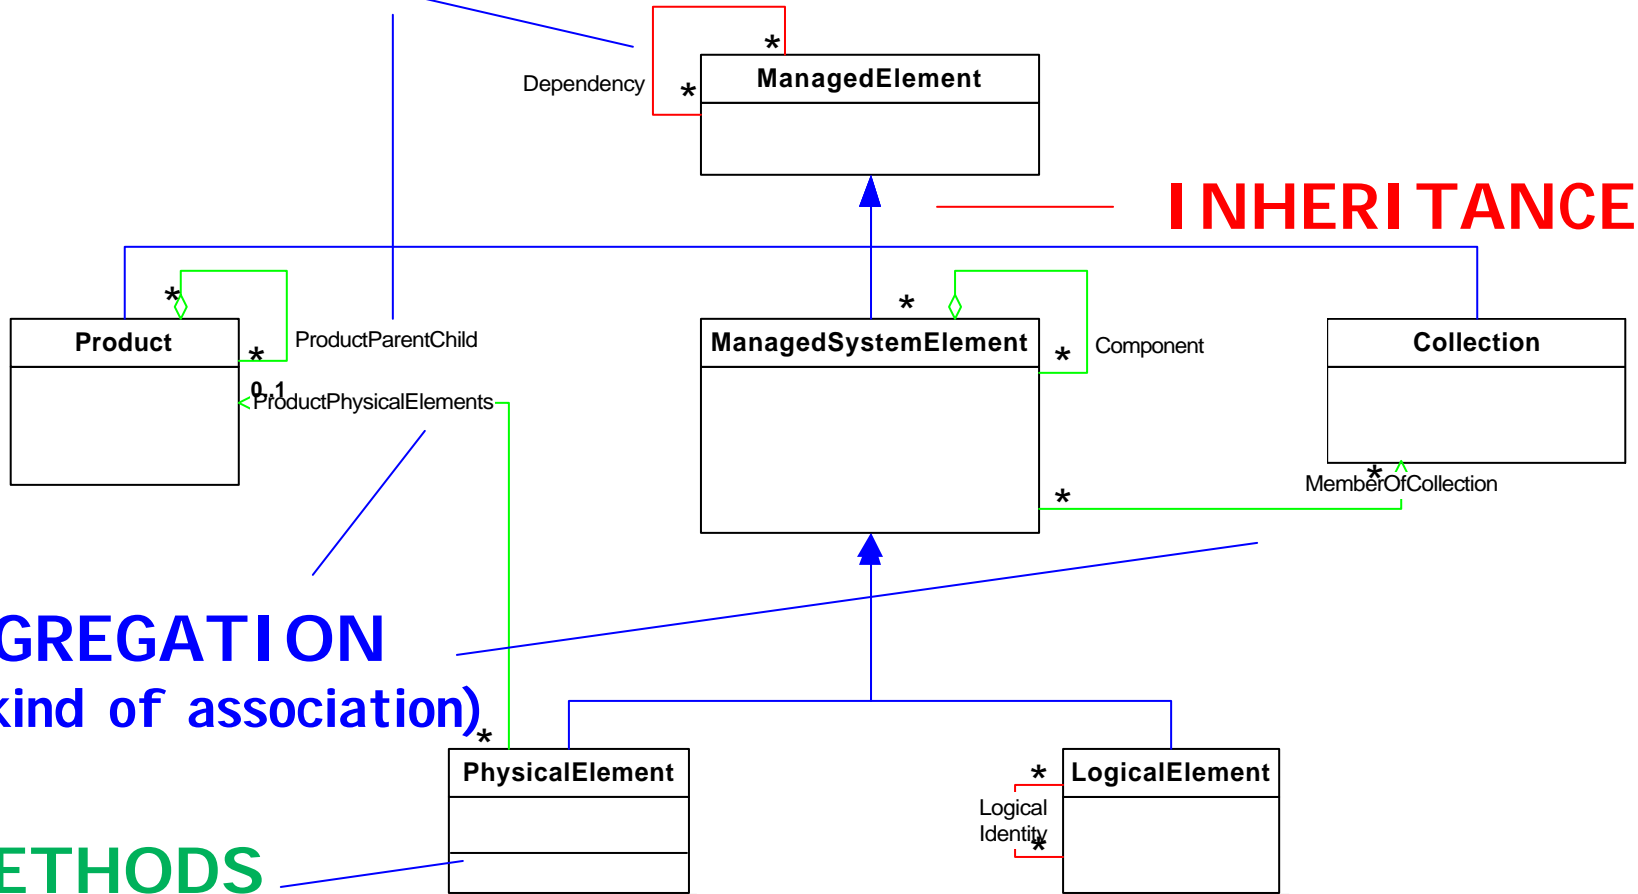 *
ManagedElement
Dependency
*
INHERITANCE
*
*
Product
ProductParentChild
*
ManagedSystemElement
*
Component
Collection
0..1
ProductPhysicalElements
*
*
MemberOfCollection
GREGATION
kind of association)
*
PhysicalElement
*
LogicalElement
Logical
Identity
*
ETHODS